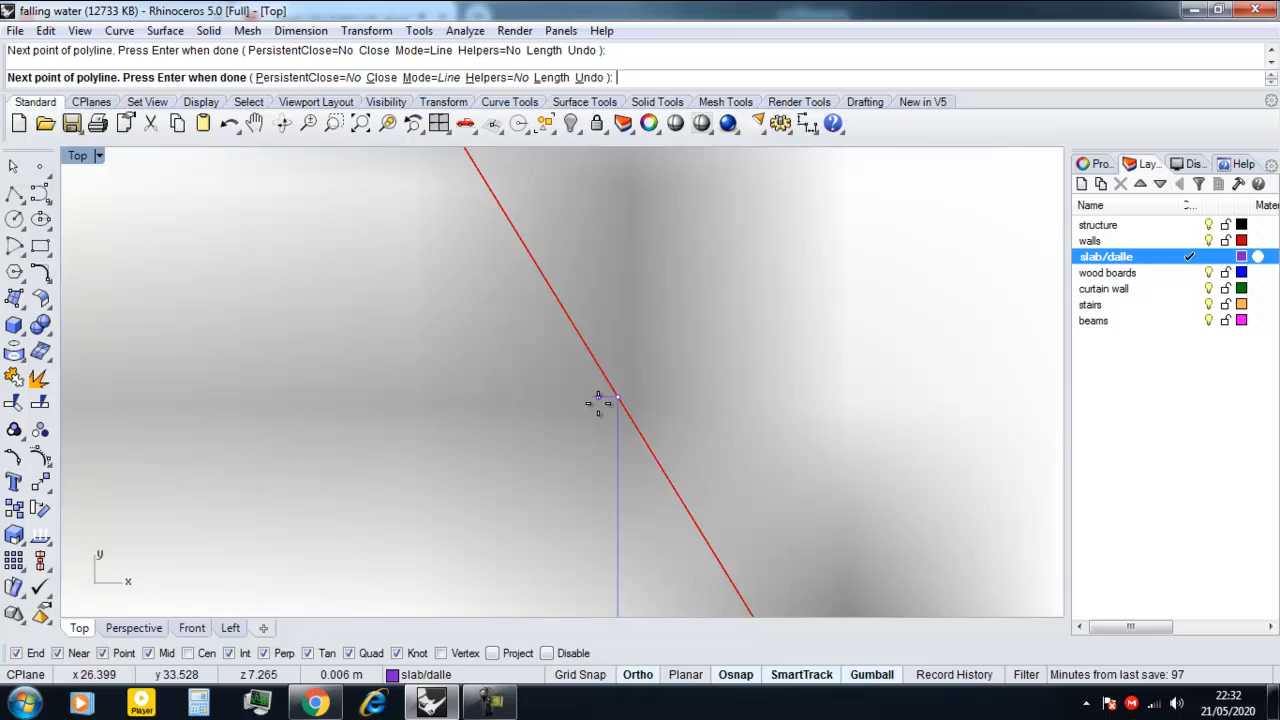 falling water (12733 KB) - Rhinoceros 5.0 [Full] - [Top]
File Edit View Curve Surface Solid Mesh Dimension Transform Tools Analyze Render Panels Help
Next point of polyline. Press Enter when done ( PersistentClose=No Close Mode=Line Helpers=No Length Undo ):
Next point of polyline. Press Enter when done ( PersistentClose=No Close Mode=Line Helpers=No Length Undo ):
Standard CPlanes Set View Display Select Viewport Layout Visibility Transform Curve Tools Surface Tools Solid Tools Mesh Tools Render Tools Drafting New in V5
Top
Pro... Lay... Dis... Help
Name C... Mater
structure
walls
slab/dalle
wood boards
curtain wall
stairs
beams
y
x
Top Perspective Front Left
End Near Point Mid Cen Int Perp Tan Quad Knot Vertex Project Disable
CPlane x 26.399 y 33.528 z 7.265 0.006 m slab/dalle Grid Snap Ortho Planar Osnap SmartTrack Gumball Record History Filter Minutes from last save: 97
Player
22:32
21/05/2020